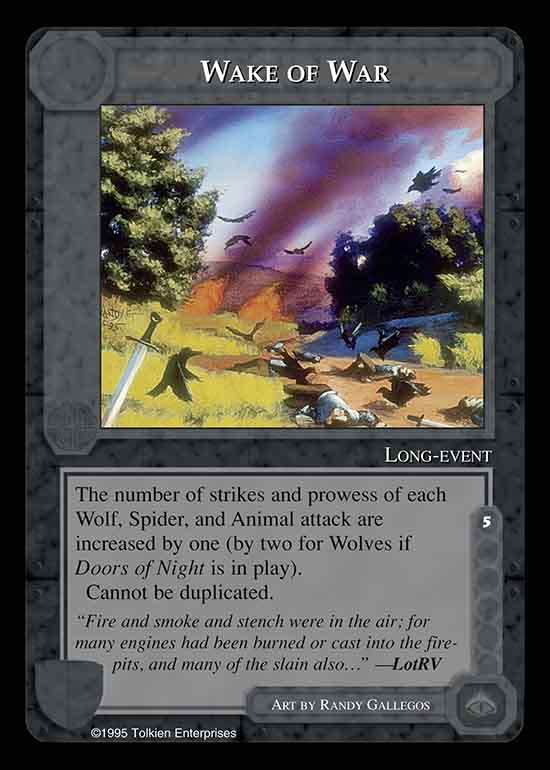 WAKE OF WAR
LONG-EVENT
The number of strikes and prowess of each
Wolf, Spider, and Animal attack are
increased by one (by two for Wolves if
Doors of Night is in play).
Cannot be duplicated.
5
“Fire and smoke and stench were in the air; for
many engines had been burned or cast into the fire-
pits, and many of the slain also…” —LotRV
ART BY RANDY GALLEGOS
©1995 Tolkien Enterprises